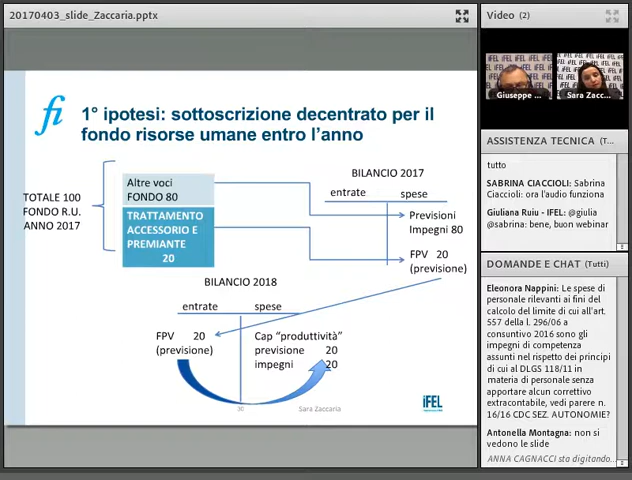 20170403_slide_Zaccaria.pptx
fi
1° ipotesi: sottoscrizione decentrato per il
fondo risorse umane entro l'anno
TOTALE 100
FONDO R.U.
ANNO 2017
Altre voci
FONDO 80
TRATTAMENTO
ACCESSORIO E
PREMIANTE
20
BILANCIO 2017
entrate spese
Previsioni
Impegni 80
FPV 20
(previsione)
BILANCIO 2018
entrate spese
FPV 20
(previsione)
Cap "produttività"
previsione 20
impegni 20
30
Sara Zaccaria
IFEL
Video (2)
Giuseppe ...
Sara Zacc...
ASSISTENZA TECNICA (T...
tutto
SABRINA CIACCIOLI: Sabrina
Ciaccioli: ora l'audio funziona
Giuliana Ruiu - IFEL: @giulia
@sabrina: bene, buon webinar
DOMANDE E CHAT (Tutti)
Eleonora Nappini: Le spese di
personale rilevanti ai fini del
calcolo del limite di cui all'art.
557 della l. 296/06 a
consuntivo 2016 sono gli
impegni di competenza
assunti nel rispetto dei principi
di cui al DLGS 118/11 in
materia di personale senza
apportare alcun correttivo
extracontabile, vedi parere n.
16/16 CDC SEZ. AUTONOMIE?
Antonella Montagna: non si
vedono le slide
ANNA CAGNACCI sta digitando...